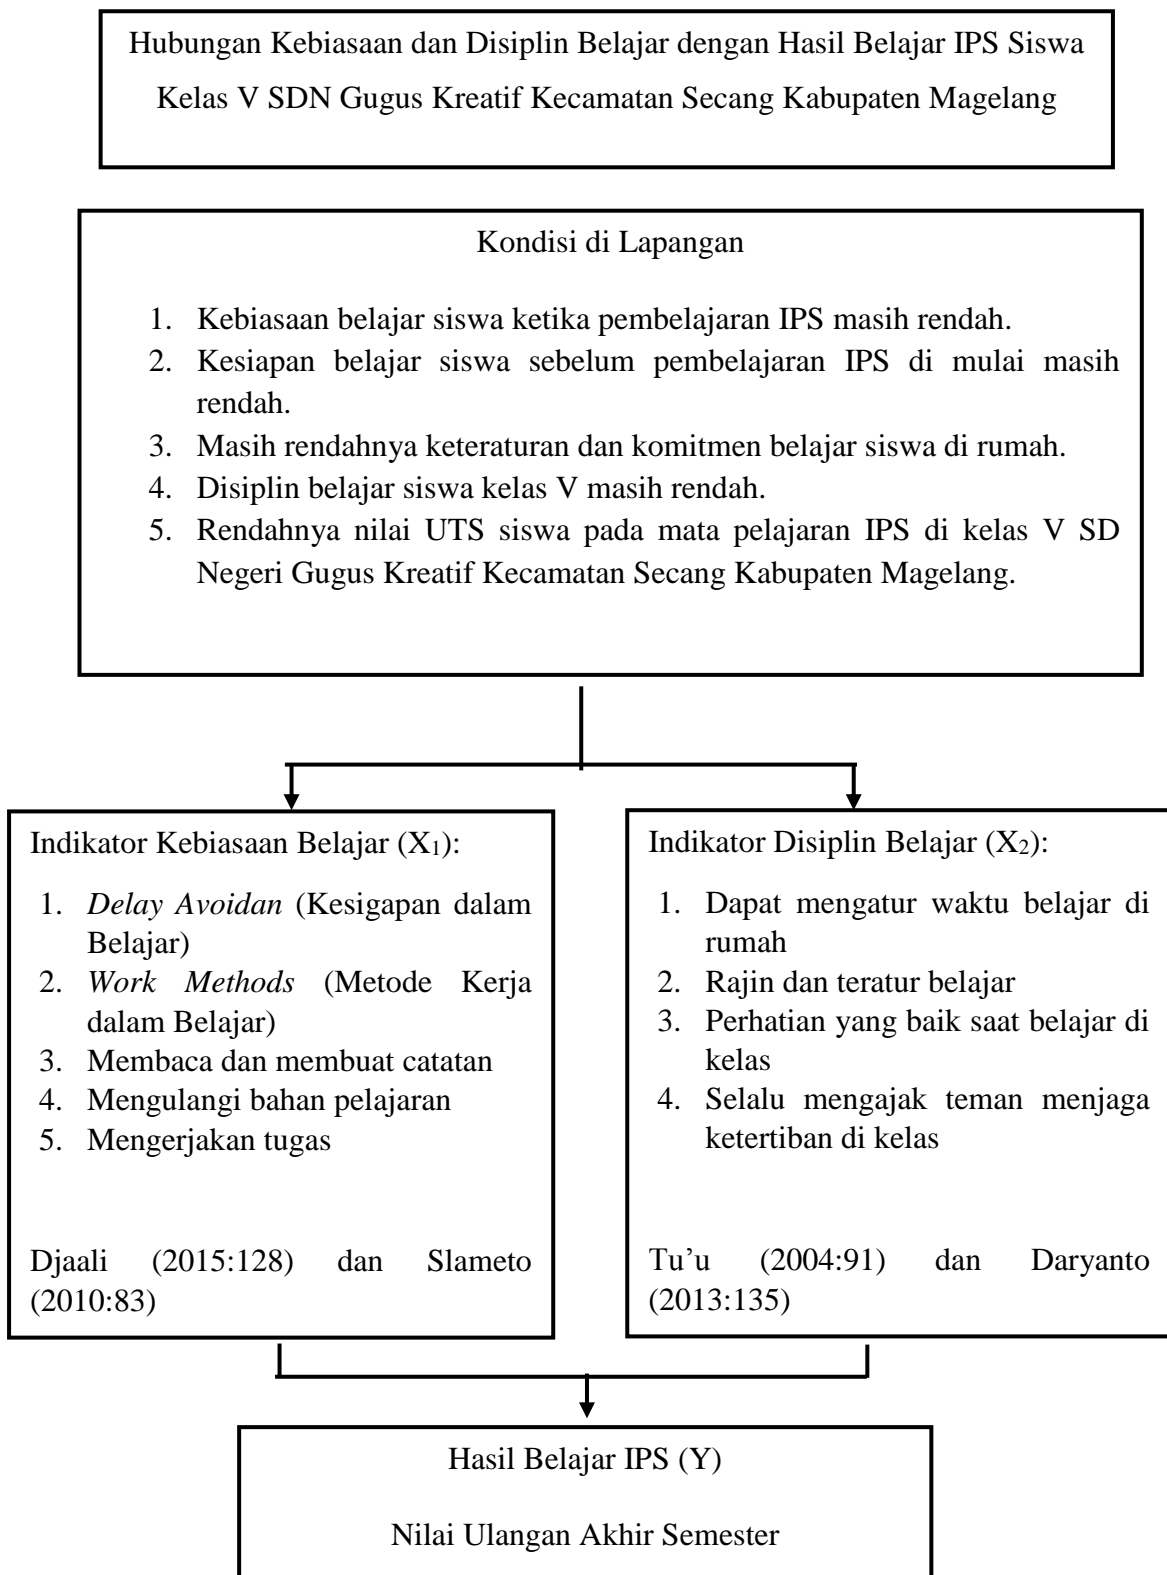 Hubungan Kebiasaan dan Disiplin Belajar dengan Hasil Belajar IPS Siswa
Kelas V SDN Gugus Kreatif Kecamatan Secang Kabupaten Magelang
Kondisi di Lapangan
1. Kebiasaan belajar siswa ketika pembelajaran IPS masih rendah.
2. Kesiapan belajar siswa sebelum pembelajaran IPS di mulai masih
rendah.
3. Masih rendahnya keteraturan dan komitmen belajar siswa di rumah.
4. Disiplin belajar siswa kelas V masih rendah.
5. Rendahnya nilai UTS siswa pada mata pelajaran IPS di kelas V SD
Negeri Gugus Kreatif Kecamatan Secang Kabupaten Magelang.
Indikator Kebiasaan Belajar (X₁):
1. Delay Avoidan (Kesigapan dalam
Belajar)
2. Work Methods (Metode Kerja
dalam Belajar)
3. Membaca dan membuat catatan
4. Mengulangi bahan pelajaran
5. Mengerjakan tugas
Djaali (2015:128) dan Slameto
(2010:83)
Indikator Disiplin Belajar (X₂):
1. Dapat mengatur waktu belajar di
rumah
2. Rajin dan teratur belajar
3. Perhatian yang baik saat belajar di
kelas
4. Selalu mengajak teman menjaga
ketertiban di kelas
Tu’u (2004:91) dan Daryanto
(2013:135)
Hasil Belajar IPS (Y)
Nilai Ulangan Akhir Semester